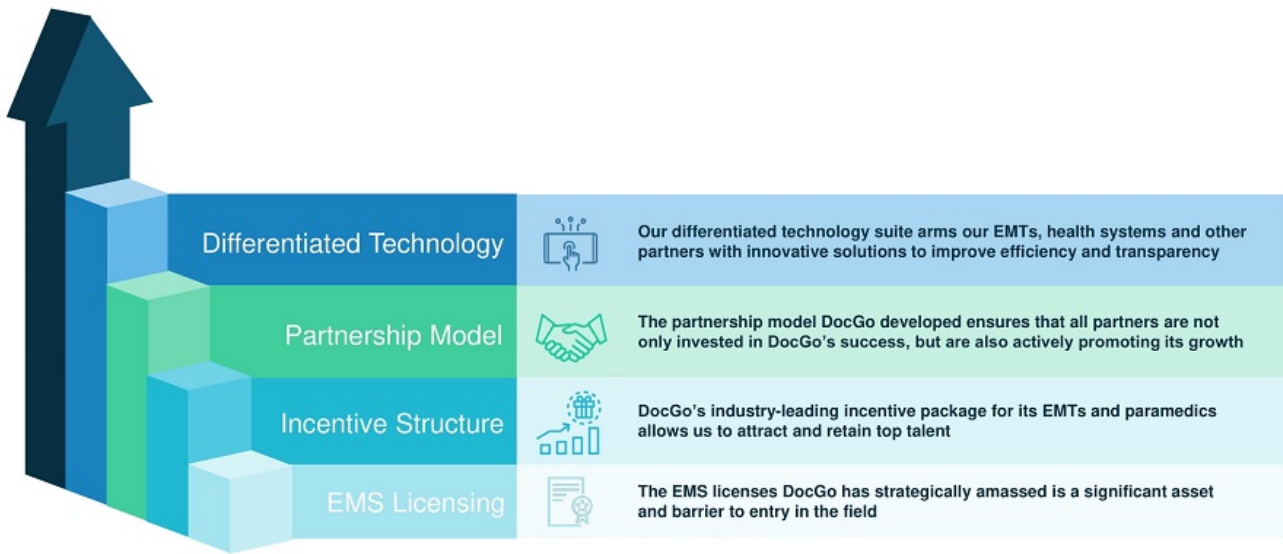 Differentiated Technology
Our differentiated technology suite arms our EMTs, health systems and other
partners with innovative solutions to improve efficiency and transparency
Partnership Model
The partnership model DocGo developed ensures that all partners are not
only invested in DocGo's success, but are also actively promoting its growth
Incentive Structure
DocGo's industry-leading incentive package for its EMTs and paramedics
allows us to attract and retain top talent
EMS Licensing
The EMS licenses DocGo has strategically amassed is a significant asset
and barrier to entry in the field